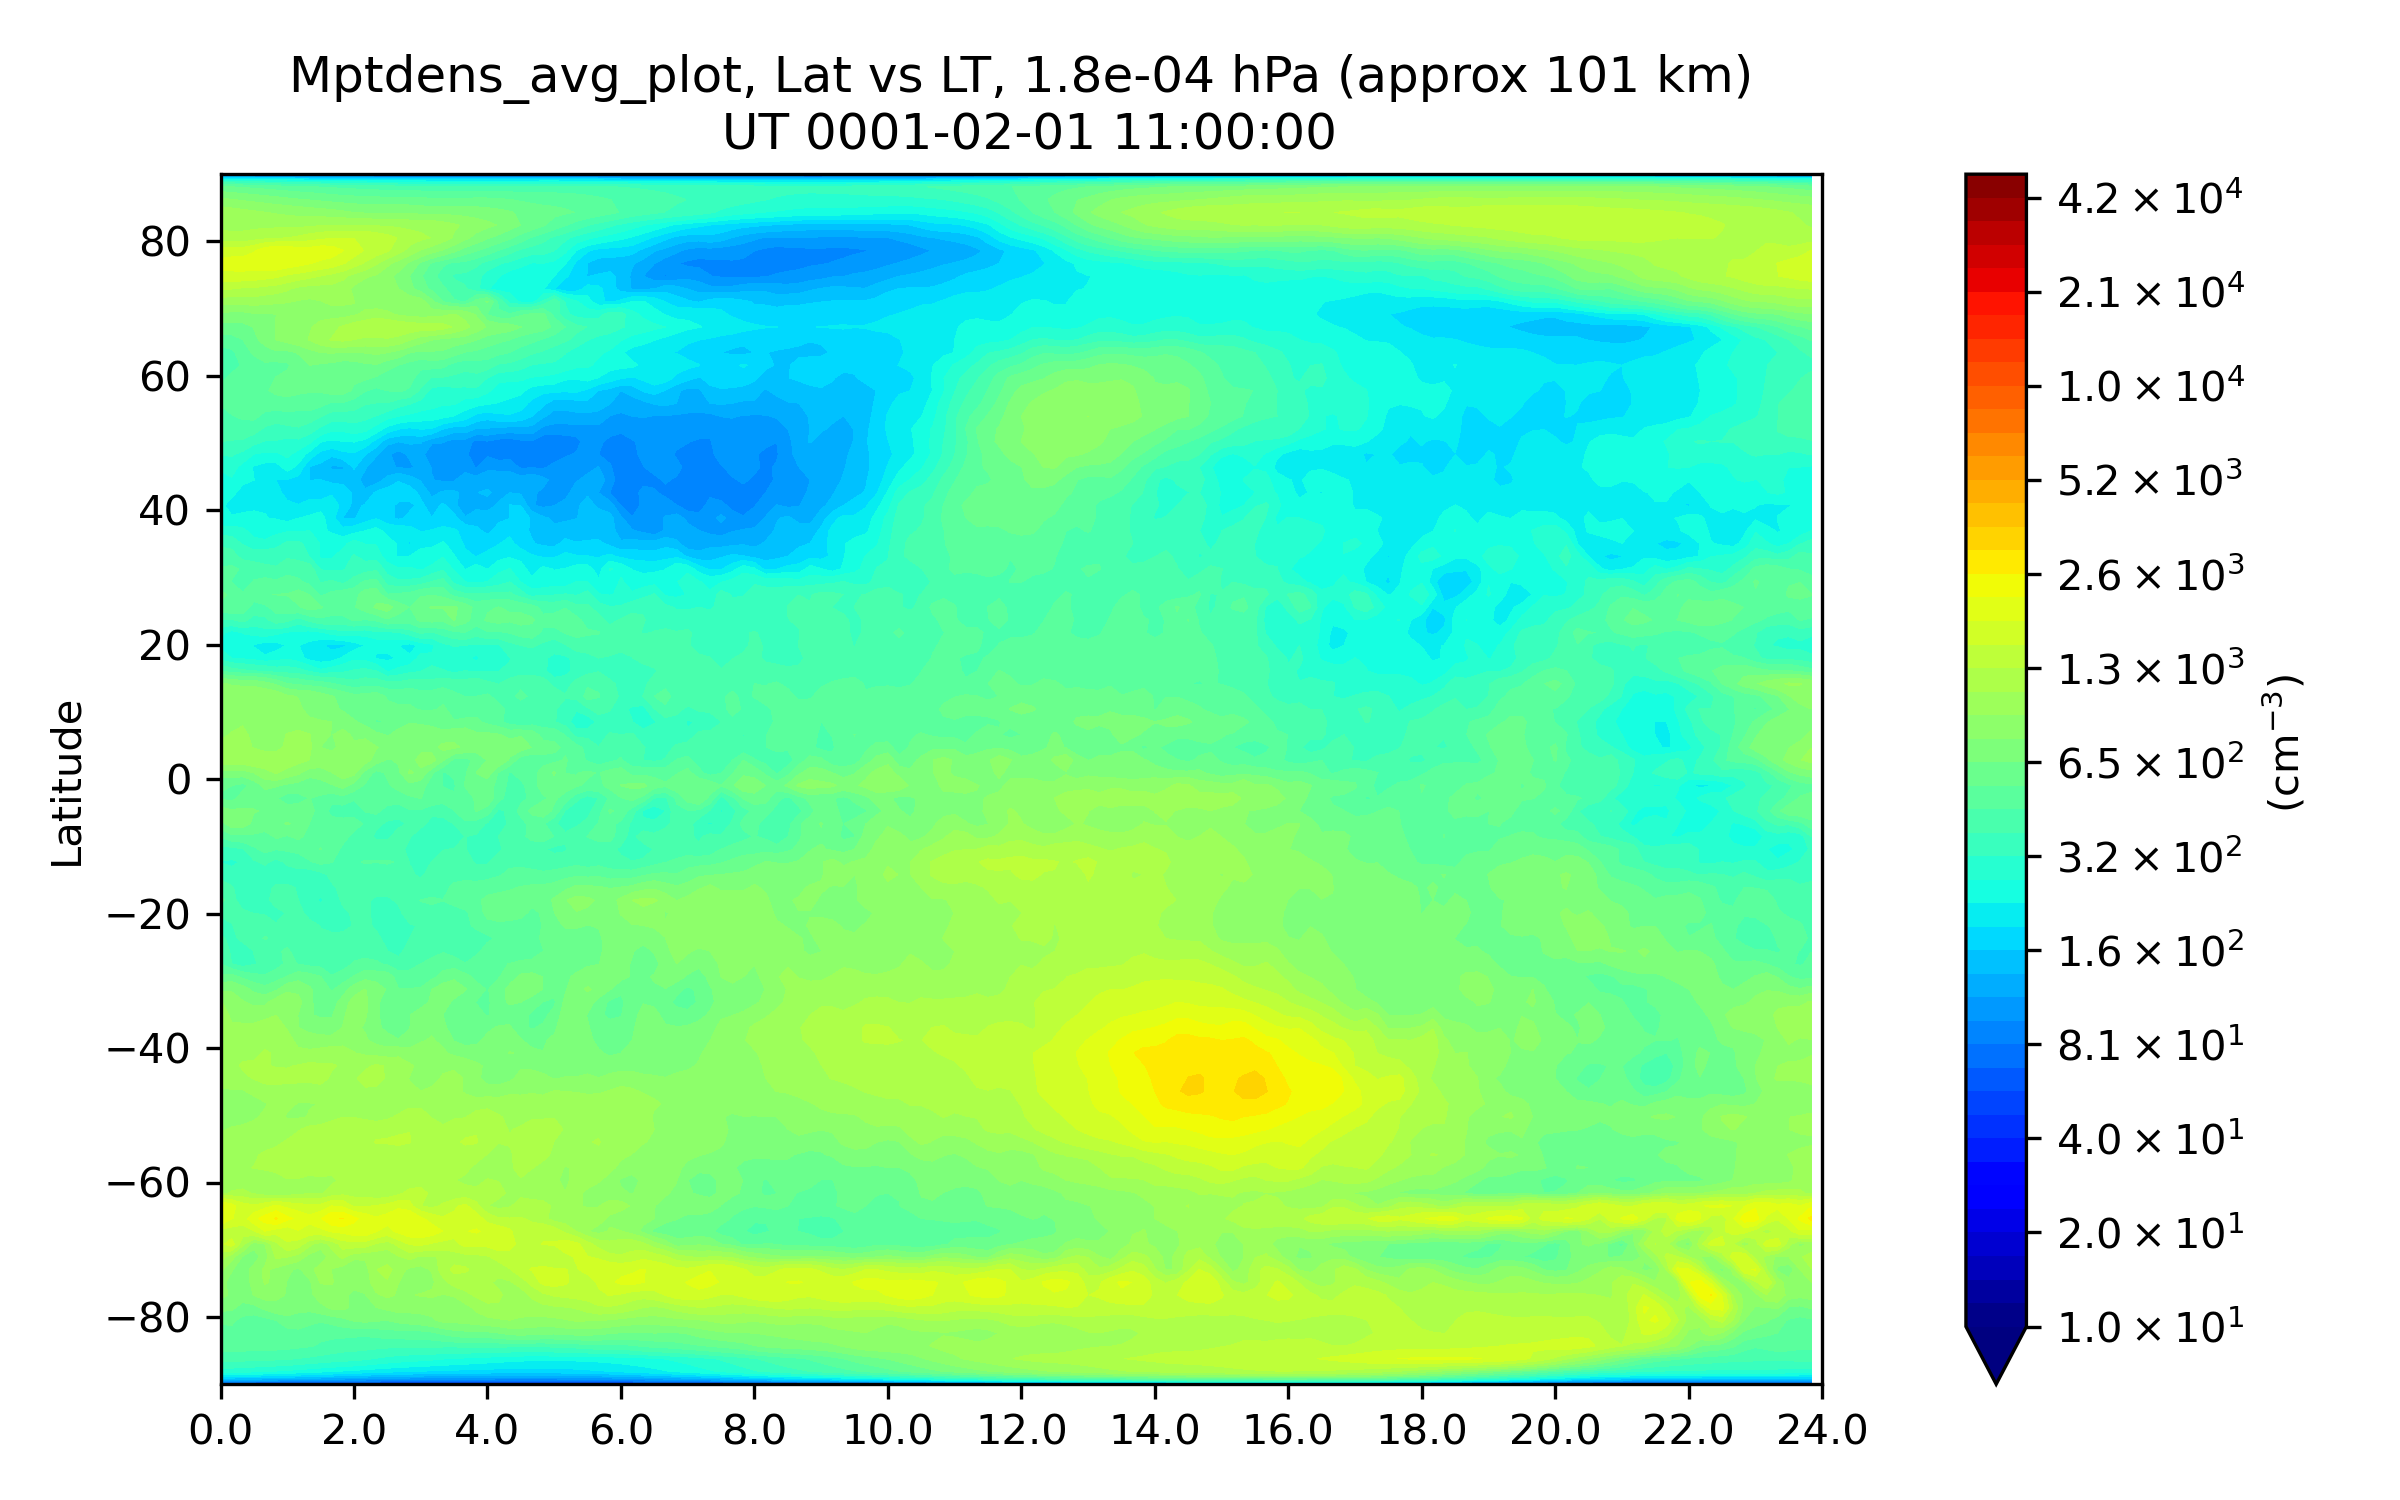 Mptdens_avg_plot, Lat vs LT, 1.8e-04 hPa (approx 101 km)
UT 0001-02-01 11:00:00
Latitude
80
60
40
20
0
−20
−40
−60
−80
0.0 2.0 4.0 6.0 8.0 10.0 12.0 14.0 16.0 18.0 20.0 22.0 24.0
4.2 × 10⁴
2.1 × 10⁴
1.0 × 10⁴
5.2 × 10³
2.6 × 10³
1.3 × 10³
6.5 × 10²
3.2 × 10²
1.6 × 10²
8.1 × 10¹
4.0 × 10¹
2.0 × 10¹
1.0 × 10¹
(cm⁻³)